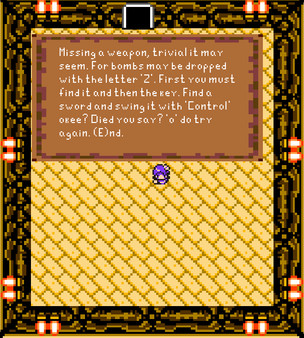 Missing a weapon, trivial it may
seem. For bombs may be dropped
with the letter 'Z'. First you must
find it and then the key. Find a
sword and swing it with 'Control'
okee? Died you say? 'o' do try
again. (E)nd.